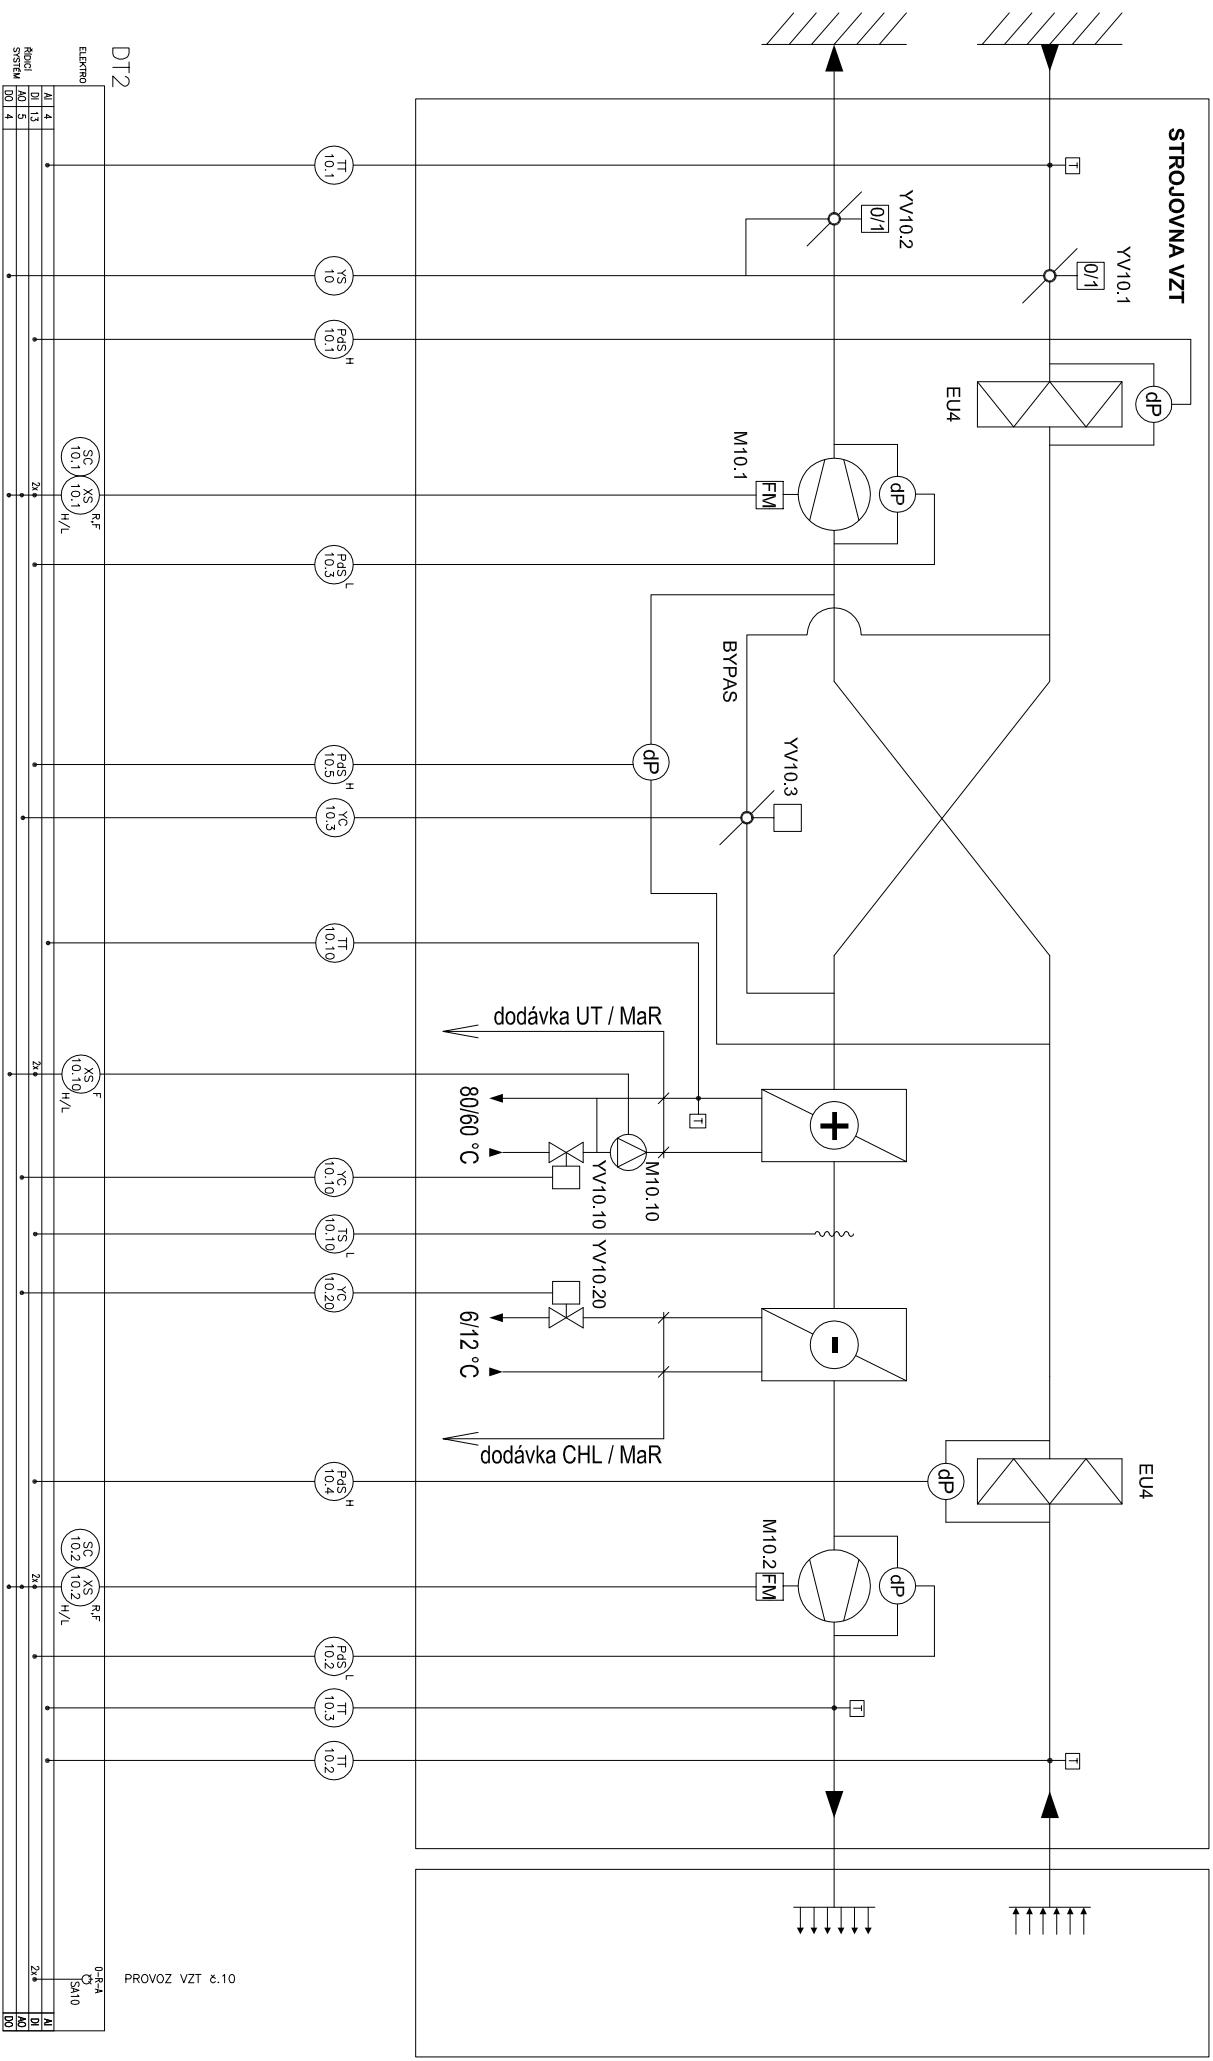 STROJOVNA VZT
T
YV10.1
0/1
YV10.2
0/1
dP
EU4
M10.1
FM
dP
BYPAS
YV10.3
dP
dodávka UT / MaR
80/60 °C
T
M10.10
YV10.10
+
YV10.20
6/12 °C
-
dodávka CHL / MaR
EU4
dP
M10.2
FM
dP
T
T
TT
10.1
YS
10
PdS
10.1
H
PdS
10.3
L
PdS
10.5
H
YC
10.3
TT
10.10
YC
10.10
TS
10.10
L
YC
10.20
PdS
10.4
H
PdS
10.2
L
TT
10.3
TT
10.2
DT2
ELEKTRO
ŘÍDICÍ
SYSTÉM
AI 4
DI 13
AO 5
DO 4
SC
10.1
XS
10.1
R,F
H/L
2x
XS
10.10
F
H/L
2x
SC
10.2
XS
10.2
R,F
H/L
2x
PROVOZ VZT č.10
0-R-A
SA10
2x
AI
DI
AO
DO